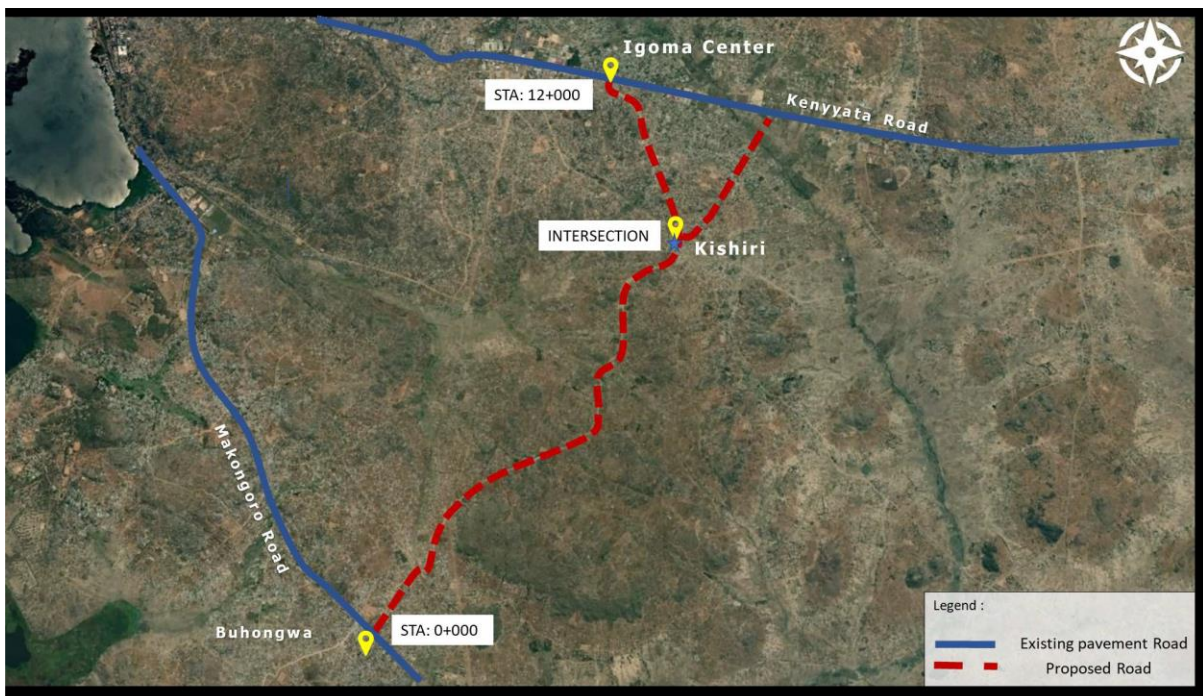 Igoma Center
STA: 12+000
Kenyyata Road
INTERSECTION
Kishiri
Makongoro Road
Buhongwa
STA: 0+000
Legend :
Existing pavement Road
Proposed Road